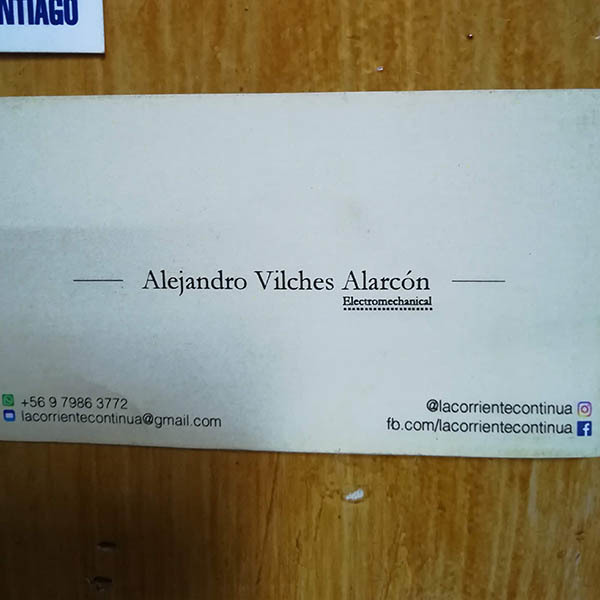 NTIAGO
Alejandro Vilches Alarcón
Electromechanical
+56 9 7986 3772
lacorrientecontinua@gmail.com
@lacorrientecontinua
fb.com/lacorrientecontinua